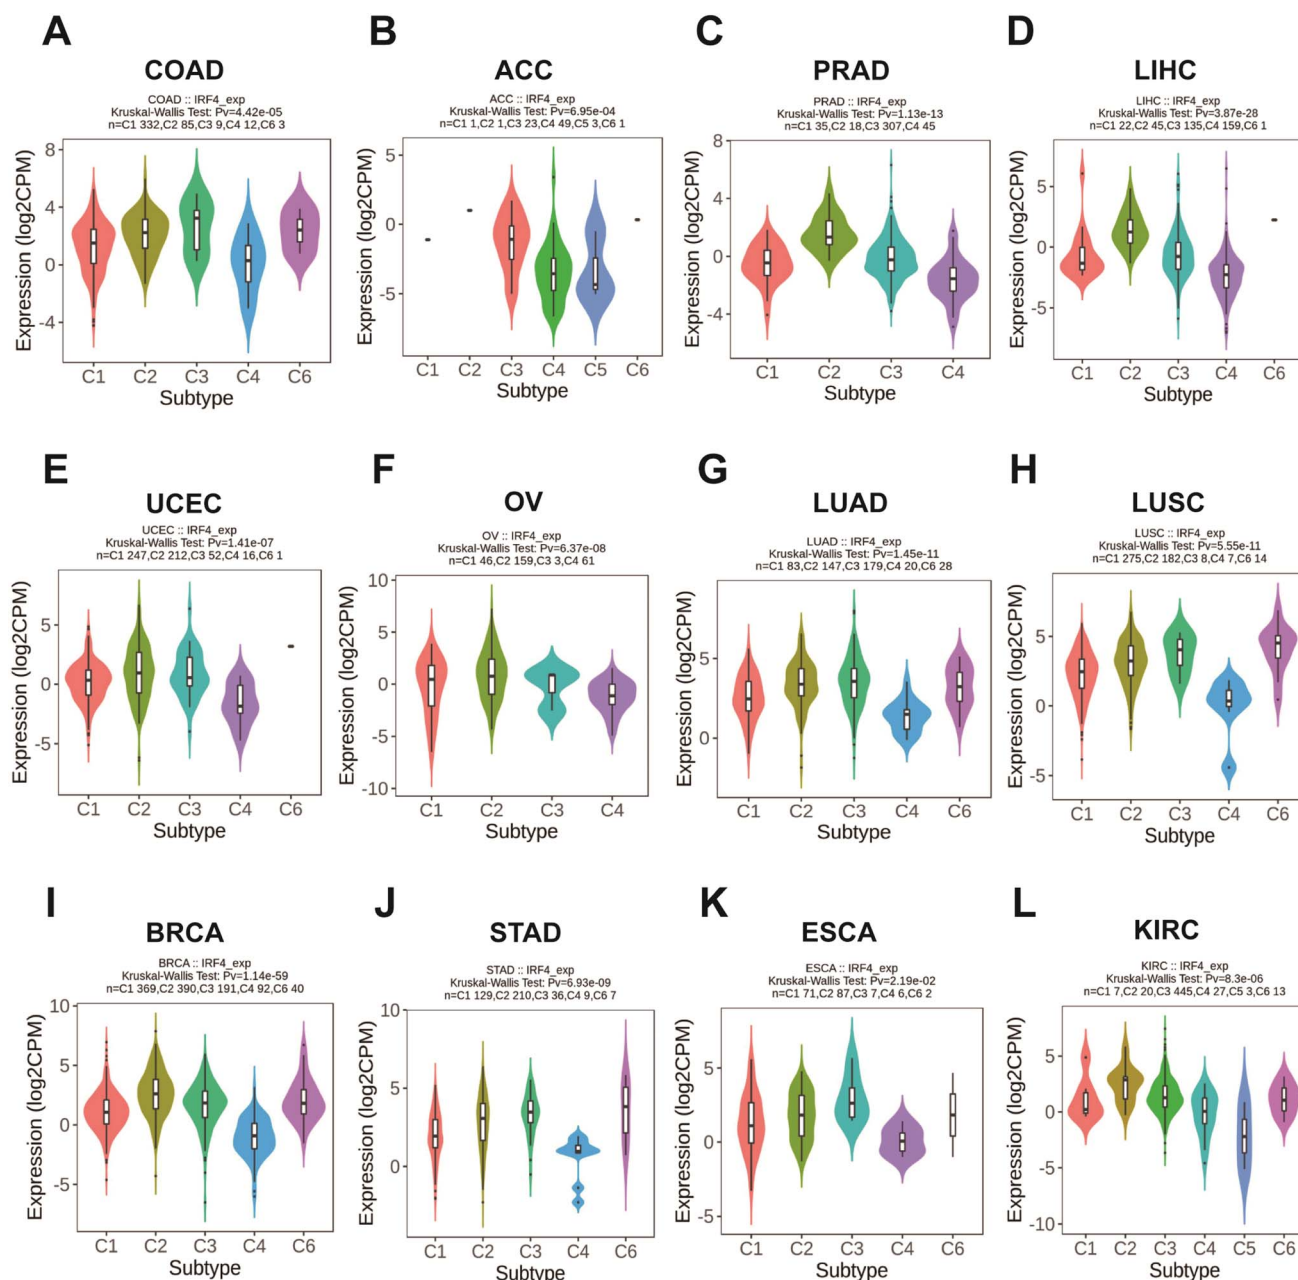 A
COAD
COAD :: IRF4_exp
Kruskal-Wallis Test: Pv=4.42e-05
n=C1 332,C2 85,C3 9,C4 12,C6 3
Expression (log2CPM)
8
4
0
-4
C1 C2 C3 C4 C6
Subtype
B
ACC
ACC :: IRF4_exp
Kruskal-Wallis Test: Pv=6.95e-04
n=C1 1,C2 1,C3 23,C4 49,C5 3,C6 1
Expression (log2CPM)
5
0
-5
C1 C2 C3 C4 C5 C6
Subtype
C
PRAD
PRAD :: IRF4_exp
Kruskal-Wallis Test: Pv=1.13e-13
n=C1 35,C2 18,C3 307,C4 45
Expression (log2CPM)
8
4
0
-4
C1 C2 C3 C4
Subtype
D
LIHC
LIHC :: IRF4_exp
Kruskal-Wallis Test: Pv=3.87e-28
n=C1 22,C2 45,C3 135,C4 159,C6 1
Expression (log2CPM)
5
0
-5
C1 C2 C3 C4 C6
Subtype
E
UCEC
UCEC :: IRF4_exp
Kruskal-Wallis Test: Pv=1.41e-07
n=C1 247,C2 212,C3 52,C4 16,C6 1
Expression (log2CPM)
5
0
-5
C1 C2 C3 C4 C6
Subtype
F
OV
OV :: IRF4_exp
Kruskal-Wallis Test: Pv=6.37e-08
n=C1 46,C2 159,C3 3,C4 61
Expression (log2CPM)
10
5
0
-5
-10
C1 C2 C3 C4
Subtype
G
LUAD
LUAD :: IRF4_exp
Kruskal-Wallis Test: Pv=1.45e-11
n=C1 83,C2 147,C3 179,C4 20,C6 28
Expression (log2CPM)
5
0
C1 C2 C3 C4 C6
Subtype
H
LUSC
LUSC :: IRF4_exp
Kruskal-Wallis Test: Pv=5.55e-11
n=C1 275,C2 182,C3 8,C4 7,C6 14
Expression (log2CPM)
5
0
-5
C1 C2 C3 C4 C6
Subtype
I
BRCA
BRCA :: IRF4_exp
Kruskal-Wallis Test: Pv=1.14e-59
n=C1 369,C2 390,C3 191,C4 92,C6 40
Expression (log2CPM)
10
5
0
-5
C1 C2 C3 C4 C6
Subtype
J
STAD
STAD :: IRF4_exp
Kruskal-Wallis Test: Pv=6.93e-09
n=C1 129,C2 210,C3 36,C4 9,C6 7
Expression (log2CPM)
10
5
0
C1 C2 C3 C4 C6
Subtype
K
ESCA
ESCA :: IRF4_exp
Kruskal-Wallis Test: Pv=2.19e-02
n=C1 71,C2 87,C3 7,C4 6,C6 2
Expression (log2CPM)
5
0
-5
C1 C2 C3 C4 C6
Subtype
L
KIRC
KIRC :: IRF4_exp
Kruskal-Wallis Test: Pv=8.3e-06
n=C1 7,C2 20,C3 445,C4 27,C5 3,C6 13
Expression (log2CPM)
5
0
-5
-10
C1 C2 C3 C4 C5 C6
Subtype